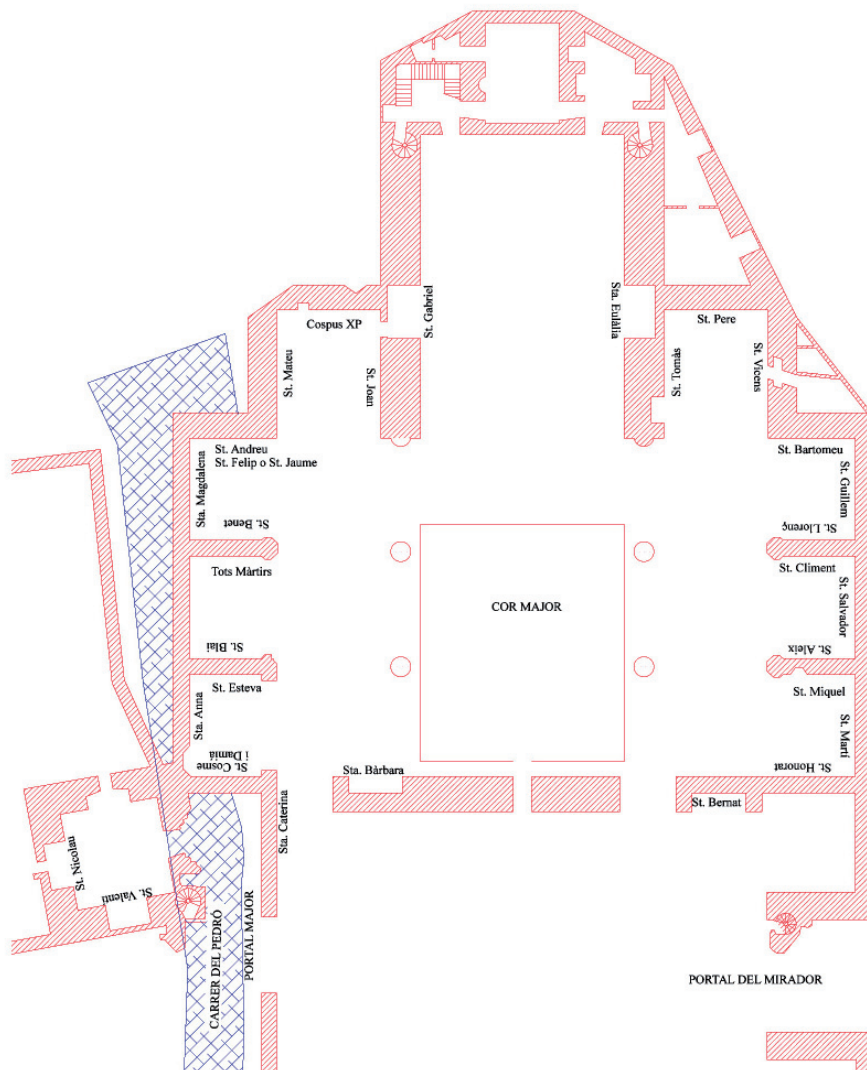 Cospus XP
St. Gabriel
Sta. Eulàlia
St. Pere
St. Mateu
St. Joan
St. Tomàs
St. Vicens
St. Andreu
St. Felip o St. Jaume
Sta. Magdalena
St. Benet
St. Bartomeu
St. Guillem
St. Llorenç
Tots Màrtirs
St. Blai
COR MAJOR
St. Climent
St. Salvador
St. Aleix
St. Esteva
Sta. Anna
St. Cosme
i Damià
St. Miquel
St. Martí
St. Honorat
Sta. Bàrbara
St. Bernat
Sta. Caterina
St. Nicolau
St. Valentí
CARRER DEL PEDRÓ
PORTAL MAJOR
PORTAL DEL MIRADOR